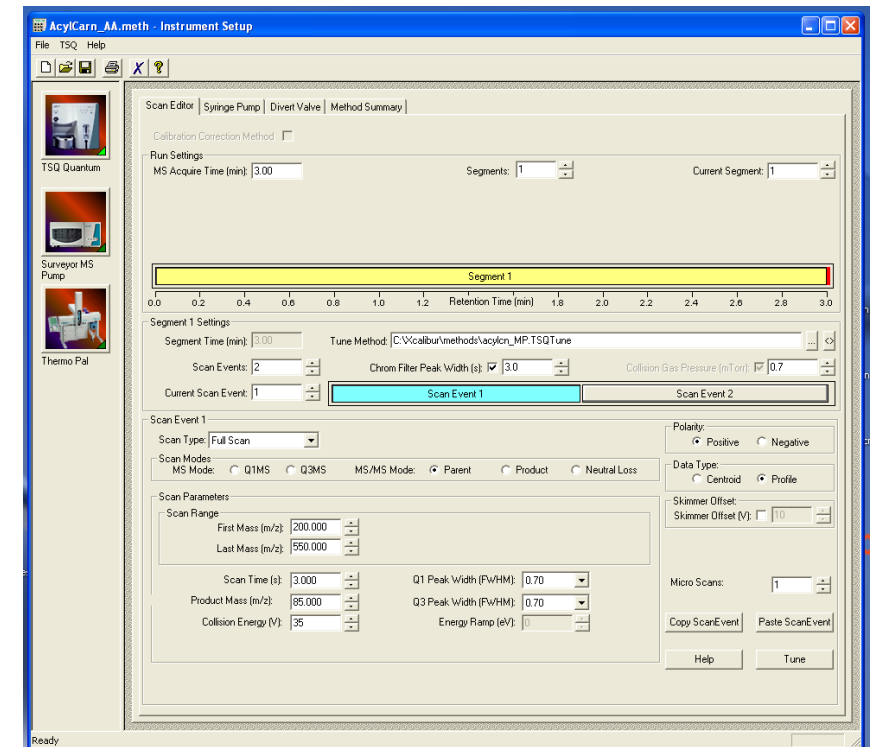 AcylCarn_AA.meth - Instrument Setup
File TSQ Help
X ?
TSQ Quantum
Surveyor MS
Pump
Thermo Pal
Scan Editor Syringe Pump Divert Valve Method Summary
Calibration Correction Method
Run Settings
MS Acquire Time (min): 3.00 Segments: 1 Current Segment: 1
Segment 1
0.0 0.2 0.4 0.6 0.8 1.0 1.2 Retention Time (min) 1.8 2.0 2.2 2.4 2.6 2.8 3.0
Segment 1 Settings
Segment Time (min): 3.00 Tune Method: C:\Xcalibur\methods\acylcn_MP.TSQTune ... <>
Scan Events: 2 Chrom Filter Peak Width (s): 3.0 Collision Gas Pressure (mTorr): 0.7
Current Scan Event: 1 Scan Event 1 Scan Event 2
Scan Event 1
Scan Type: Full Scan
Scan Modes
MS Mode: Q1MS Q3MS MS/MS Mode: Parent Product Neutral Loss
Scan Parameters
Scan Range
First Mass (m/z): 200.000
Last Mass (m/z): 550.000
Scan Time (s): 3.000 Q1 Peak Width (FWHM): 0.70
Product Mass (m/z): 85.000 Q3 Peak Width (FWHM): 0.70
Collision Energy (V): 35 Energy Ramp (eV): 0
Polarity:
Positive Negative
Data Type:
Centroid Profile
Skimmer Offset:
Skimmer Offset (V): 10
Micro Scans: 1
Copy ScanEvent Paste ScanEvent
Help Tune
Ready